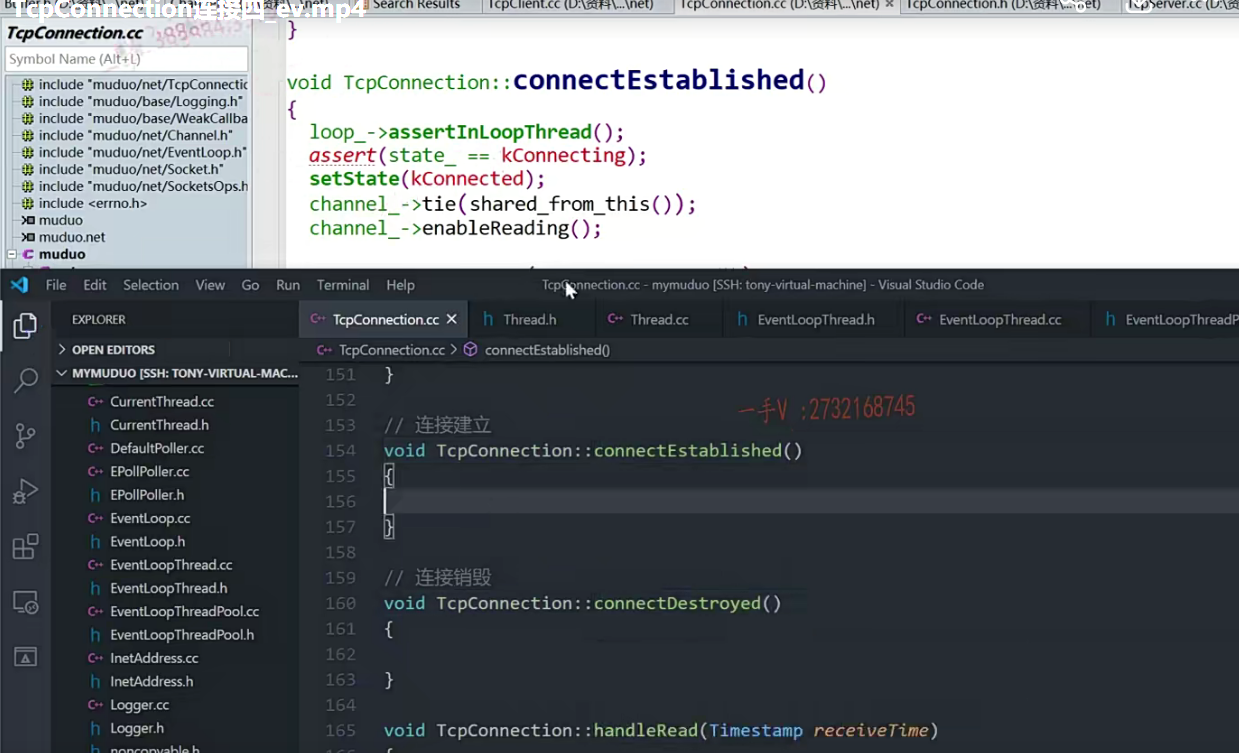 TcpConnection连接四_ev.mp4
Search Results
TcpClient.cc (D:\资料\...\net)
TcpConnection.cc (D:\资料\...\net) ×
TcpConnection.h (D:\资料\...\net)
TcpServer.cc (D:\资
TcpConnection.cc
Symbol Name (Alt+L)
include "muduo/net/TcpConnectic
include "muduo/base/Logging.h"
include "muduo/base/WeakCallba
include "muduo/net/Channel.h"
include "muduo/net/EventLoop.h"
include "muduo/net/Socket.h"
include "muduo/net/SocketsOps.h
include <errno.h>
muduo
muduo.net
muduo
}
void TcpConnection::connectEstablished()
{
loop_->assertInLoopThread();
assert(state_ == kConnecting);
setState(kConnected);
channel_->tie(shared_from_this());
channel_->enableReading();
File Edit Selection View Go Run Terminal Help
TcpConnection.cc - mymuduo [SSH: tony-virtual-machine] - Visual Studio Code
EXPLORER
OPEN EDITORS
MYMUDUO [SSH: TONY-VIRTUAL-MAC...
C++ CurrentThread.cc
h CurrentThread.h
C++ DefaultPoller.cc
C++ EPollPoller.cc
h EPollPoller.h
C++ EventLoop.cc
h EventLoop.h
C++ EventLoopThread.cc
h EventLoopThread.h
C++ EventLoopThreadPool.cc
h EventLoopThreadPool.h
C++ InetAddress.cc
h InetAddress.h
C++ Logger.cc
h Logger.h
h noncopyable.h
C++ TcpConnection.cc ×
h Thread.h
C++ Thread.cc
h EventLoopThread.h
C++ EventLoopThread.cc
h EventLoopThreadP
C++ TcpConnection.cc > connectEstablished()
151 }
152
153 // 连接建立
154 void TcpConnection::connectEstablished()
155 {
156
157 }
158
159 // 连接销毁
160 void TcpConnection::connectDestroyed()
161 {
162
163 }
164
165 void TcpConnection::handleRead(Timestamp receiveTime)
一手V :2732168745